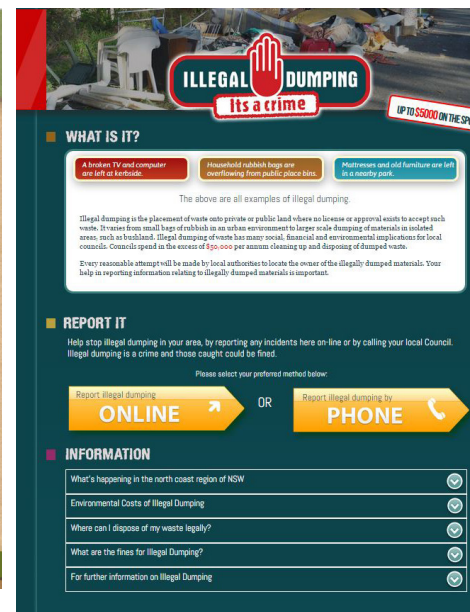 ILLEGAL DUMPING
Its a crime
UP TO $5000 ON THE
WHAT IS IT?
A broken TV and computer
are left at kerbside.
Household rubbish bags are
overflowing from public place bins.
Mattresses and old furniture are left
in a nearby park.
The above are all examples of illegal dumping.
Illegal dumping is the placement of waste onto private or public land where no license or approval exists to accept such
waste. It varies from small bags of rubbish in an urban environment to larger scale dumping of materials in isolated
areas, such as bushland. Illegal dumping of waste has many social, financial and environmental implications for local
councils. Councils spend in the excess of $50,000 per annum cleaning up and disposing of dumped waste.
Every reasonable attempt will be made by local authorities to locate the owner of the illegally dumped materials. Your
help in reporting information relating to illegally dumped materials is important.
REPORT IT
Help stop illegal dumping in your area, by reporting any incidents here on-line or by calling your local Council.
Illegal dumping is a crime and those caught could be fined.
Please select your preferred method below:
Report illegal dumping
ONLINE
OR
Report illegal dumping by
PHONE
INFORMATION
What's happening in the north coast region of NSW
Environmental Costs of Illegal Dumping
Where can I dispose of my waste legally?
What are the fines for Illegal Dumping?
For further information on Illegal Dumping